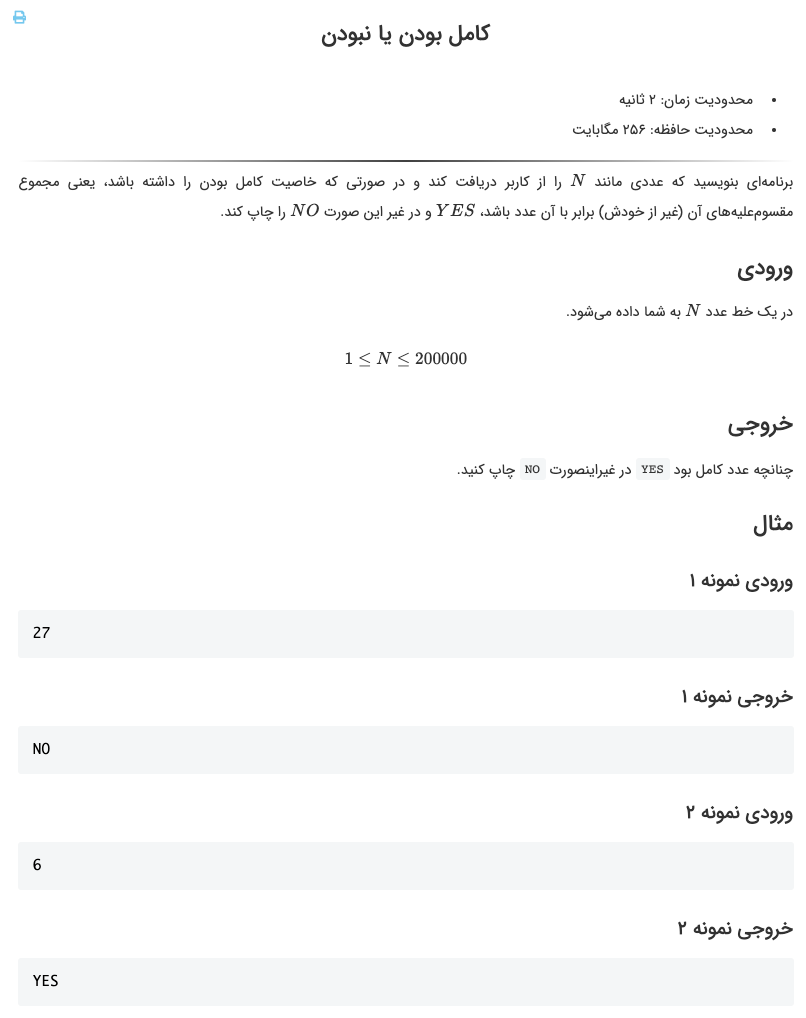 کامل بودن یا نبودن
• محدودیت زمان: ۲ ثانیه
• محدودیت حافظه: ۲۵۶ مگابایت
برنامه‌ای بنویسید که عددی مانند N را از کاربر دریافت کند و در صورتی که خاصیت کامل بودن را داشته باشد، یعنی مجموع
مقسوم‌علیه‌های آن (غیر از خودش) برابر با آن عدد باشد، YES و در غیر این صورت NO را چاپ کند.
ورودی
در یک خط عدد N به شما داده می‌شود.
1 ≤ N ≤ 200000
خروجی
چنانچه عدد کامل بود YES در غیراینصورت NO چاپ کنید.
مثال
ورودی نمونه ۱
27
خروجی نمونه ۱
NO
ورودی نمونه ۲
6
خروجی نمونه ۲
YES